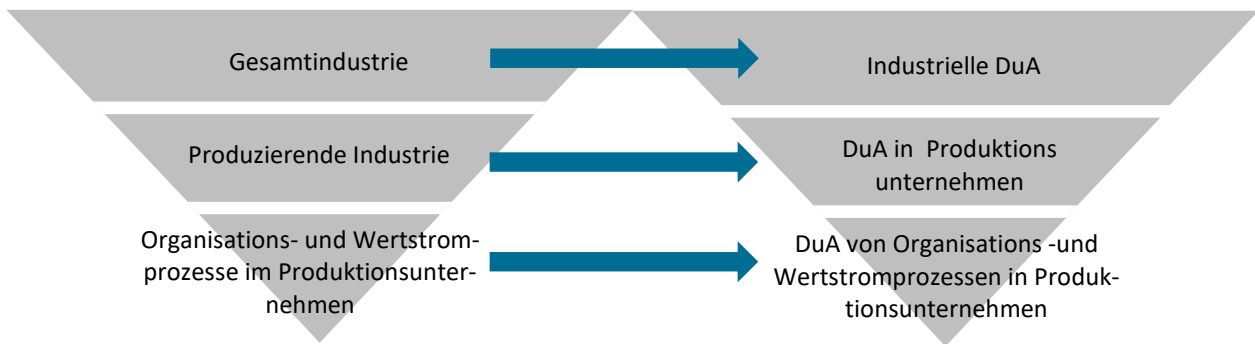 Gesamtindustrie
Industrielle DuA
Produzierende Industrie
DuA in  Produktions
unternehmen
Organisations- und Wertstrom-
prozesse im Produktionsunter-
nehmen
DuA von Organisations -und
Wertstromprozessen in Produk-
tionsunternehmen